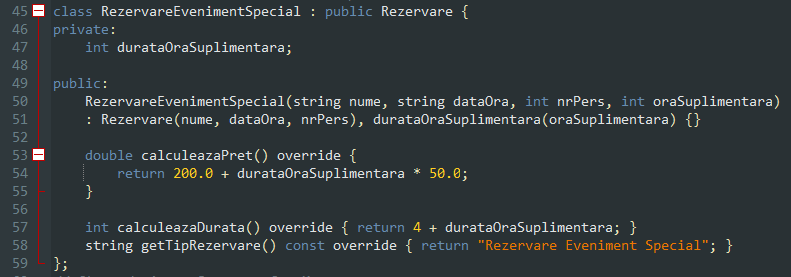 45 class RezervareEvenimentSpecial : public Rezervare {
46 private:
47     int durataOraSuplimentara;
48
49 public:
50     RezervareEvenimentSpecial(string nume, string dataOra, int nrPers, int oraSuplimentara)
51     : Rezervare(nume, dataOra, nrPers), durataOraSuplimentara(oraSuplimentara) {}
52
53     double calculeazaPret() override {
54         return 200.0 + durataOraSuplimentara * 50.0;
55     }
56
57     int calculeazaDurata() override { return 4 + durataOraSuplimentara; }
58     string getTipRezervare() const override { return "Rezervare Eveniment Special"; }
59 };